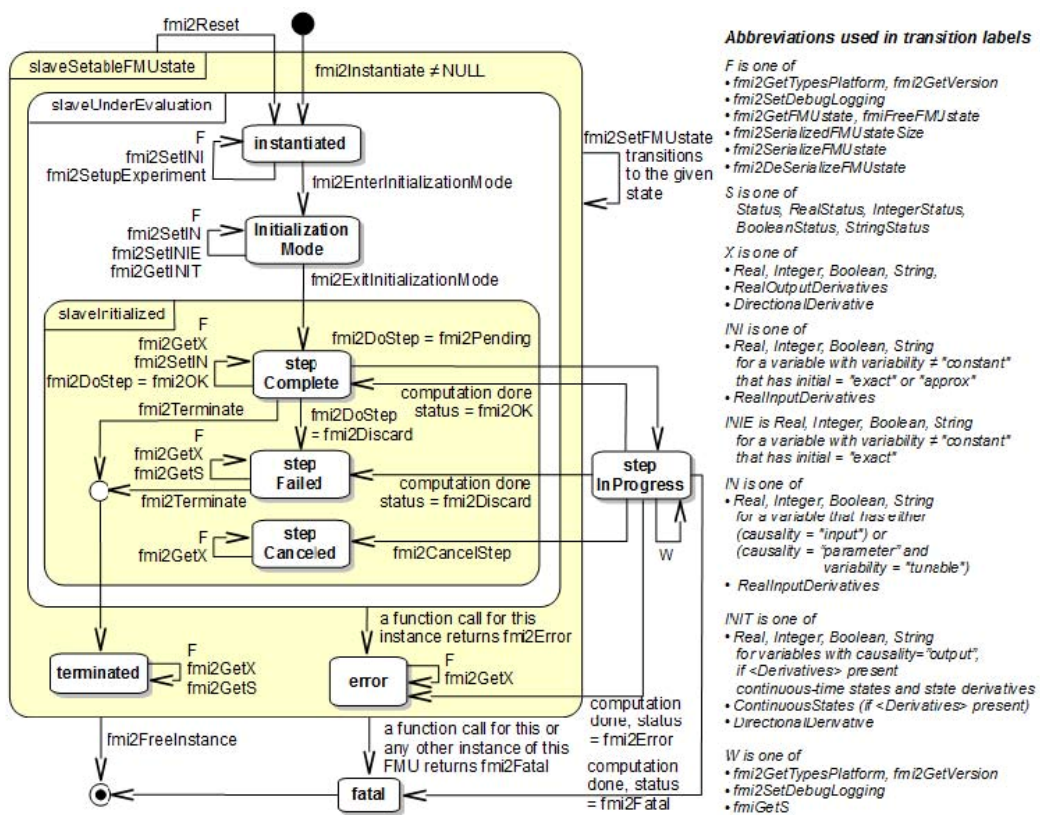 fmi2Reset
slaveSetableFMUstate
fmi2Instantiate ≠ NULL
slaveUnderEvaluation
F
fmi2SetINI
fmi2SetupExperiment
instantiated
fmi2SetFMUstate
transitions
to the given
state
fmi2EnterInitializationMode
F
fmi2SetIN
fmi2SetINIE
fmi2GetINIT
Initialization
Mode
fmi2ExitInitializationMode
slaveInitialized
F
fmi2GetX
fmi2SetIN
fmi2DoStep = fmi2OK
fmi2DoStep = fmi2Pending
step
Complete
computation done
status = fmi2OK
fmi2Terminate
fmi2DoStep
= fmi2Discard
F
fmi2GetX
fmi2GetS
step
Failed
step
InProgress
fmi2Terminate
computation done
status = fmi2Discard
F
fmi2GetX
step
Canceled
fmi2CancelStep
W
a function call for this
instance returns fmi2Error
terminated
F
fmi2GetX
fmi2GetS
error
F
fmi2GetX
computation
done, status
= fmi2Error
fmi2FreeInstance
a function call for this or
any other instance of this
FMU returns fmi2Fatal
computation
done, status
= fmi2Fatal
fatal
Abbreviations used in transition labels
F is one of
• fmi2GetTypesPlatform, fmi2GetVersion
• fmi2SetDebugLogging
• fmi2GetFMUstate, fmiFreeFMUstate
• fmi2SerializedFMUstateSize
• fmi2SerializeFMUstate
• fmi2DeSerializeFMUstate
S is one of
Status, RealStatus, IntegerStatus,
BooleanStatus, StringStatus
X is one of
• Real, Integer, Boolean, String,
• RealOutputDerivatives
• DirectionalDerivative
INI is one of
• Real, Integer, Boolean, String
for a variable with variability ≠ "constant"
that has initial = "exact" or "approx"
• RealInputDerivatives
INIE is Real, Integer, Boolean, String
for a variable with variability ≠ "constant"
that has initial = "exact"
IN is one of
• Real, Integer, Boolean, String
for a variable that has either
(causality = "input") or
(causality = "parameter" and
variability = "tunable")
• RealInputDerivatives
INIT is one of
• Real, Integer, Boolean, String
for variables with causality="output",
if <Derivatives> present
continuous-time states and state derivatives
• ContinuousStates (if <Derivatives> present)
• DirectionalDerivative
W is one of
• fmi2GetTypesPlatform, fmi2GetVersion
• fmi2SetDebugLogging
• fmiGetS